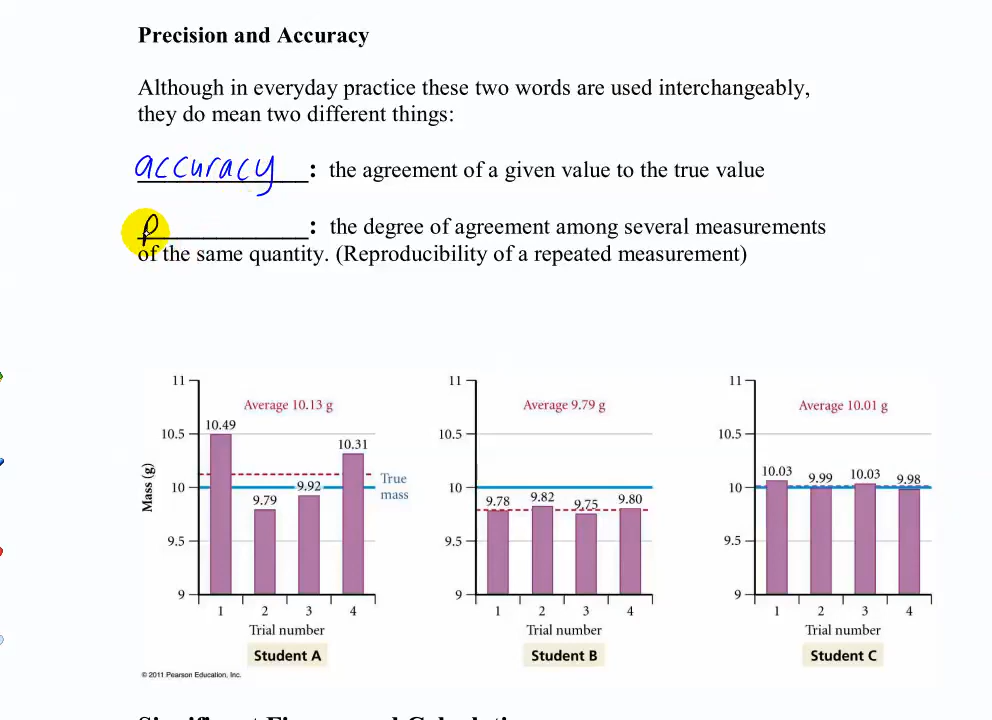 Precision and Accuracy
Although in everyday practice these two words are used interchangeably,
they do mean two different things:
accuracy : the agreement of a given value to the true value
P : the degree of agreement among several measurements
of the same quantity. (Reproducibility of a repeated measurement)
11 Average 10.13 g
10.49
10.5
10.31
Mass (g)
10
9.92
9.79
True
mass
9.5
9
1 2 3 4
Trial number
Student A
11 Average 9.79 g
10.5
10
9.78 9.82 9.75 9.80
9.5
9
1 2 3 4
Trial number
Student B
11 Average 10.01 g
10.5
10.03 9.99 10.03 9.98
10
9.5
9
1 2 3 4
Trial number
Student C
© 2011 Pearson Education, Inc.